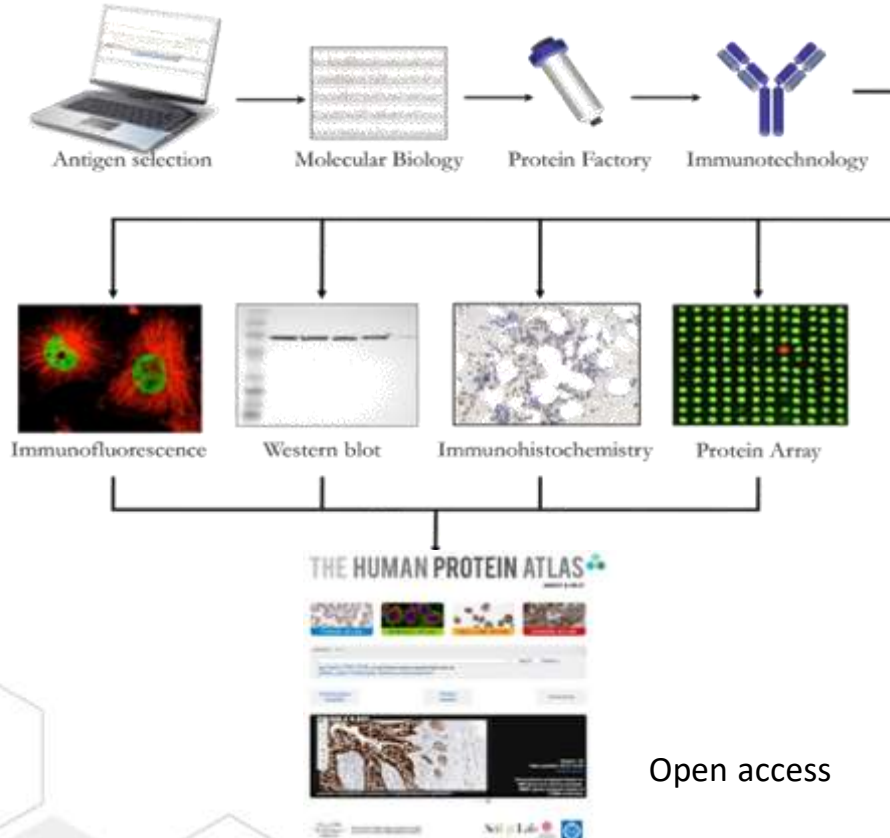 Antigen selection
Molecular Biology
Protein Factory
Immunotechnology
Immunofluorescence
Western blot
Immunohistochemistry
Protein Array
THE HUMAN PROTEIN ATLAS
Open access